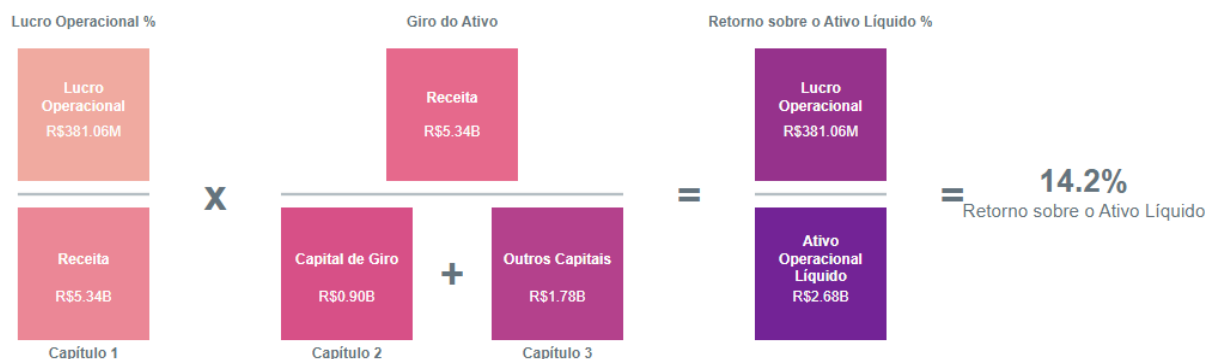 Lucro Operacional %
Giro do Ativo
Retorno sobre o Ativo Líquido %
Lucro
Operacional
R$381.06M
Receita
R$5.34B
Lucro
Operacional
R$381.06M
x
=
=
14.2%
Retorno sobre o Ativo Líquido
Receita
R$5.34B
Capital de Giro
R$0.90B
+
Outros Capitais
R$1.78B
Ativo
Operacional
Líquido
R$2.68B
Capítulo 1
Capítulo 2
Capítulo 3